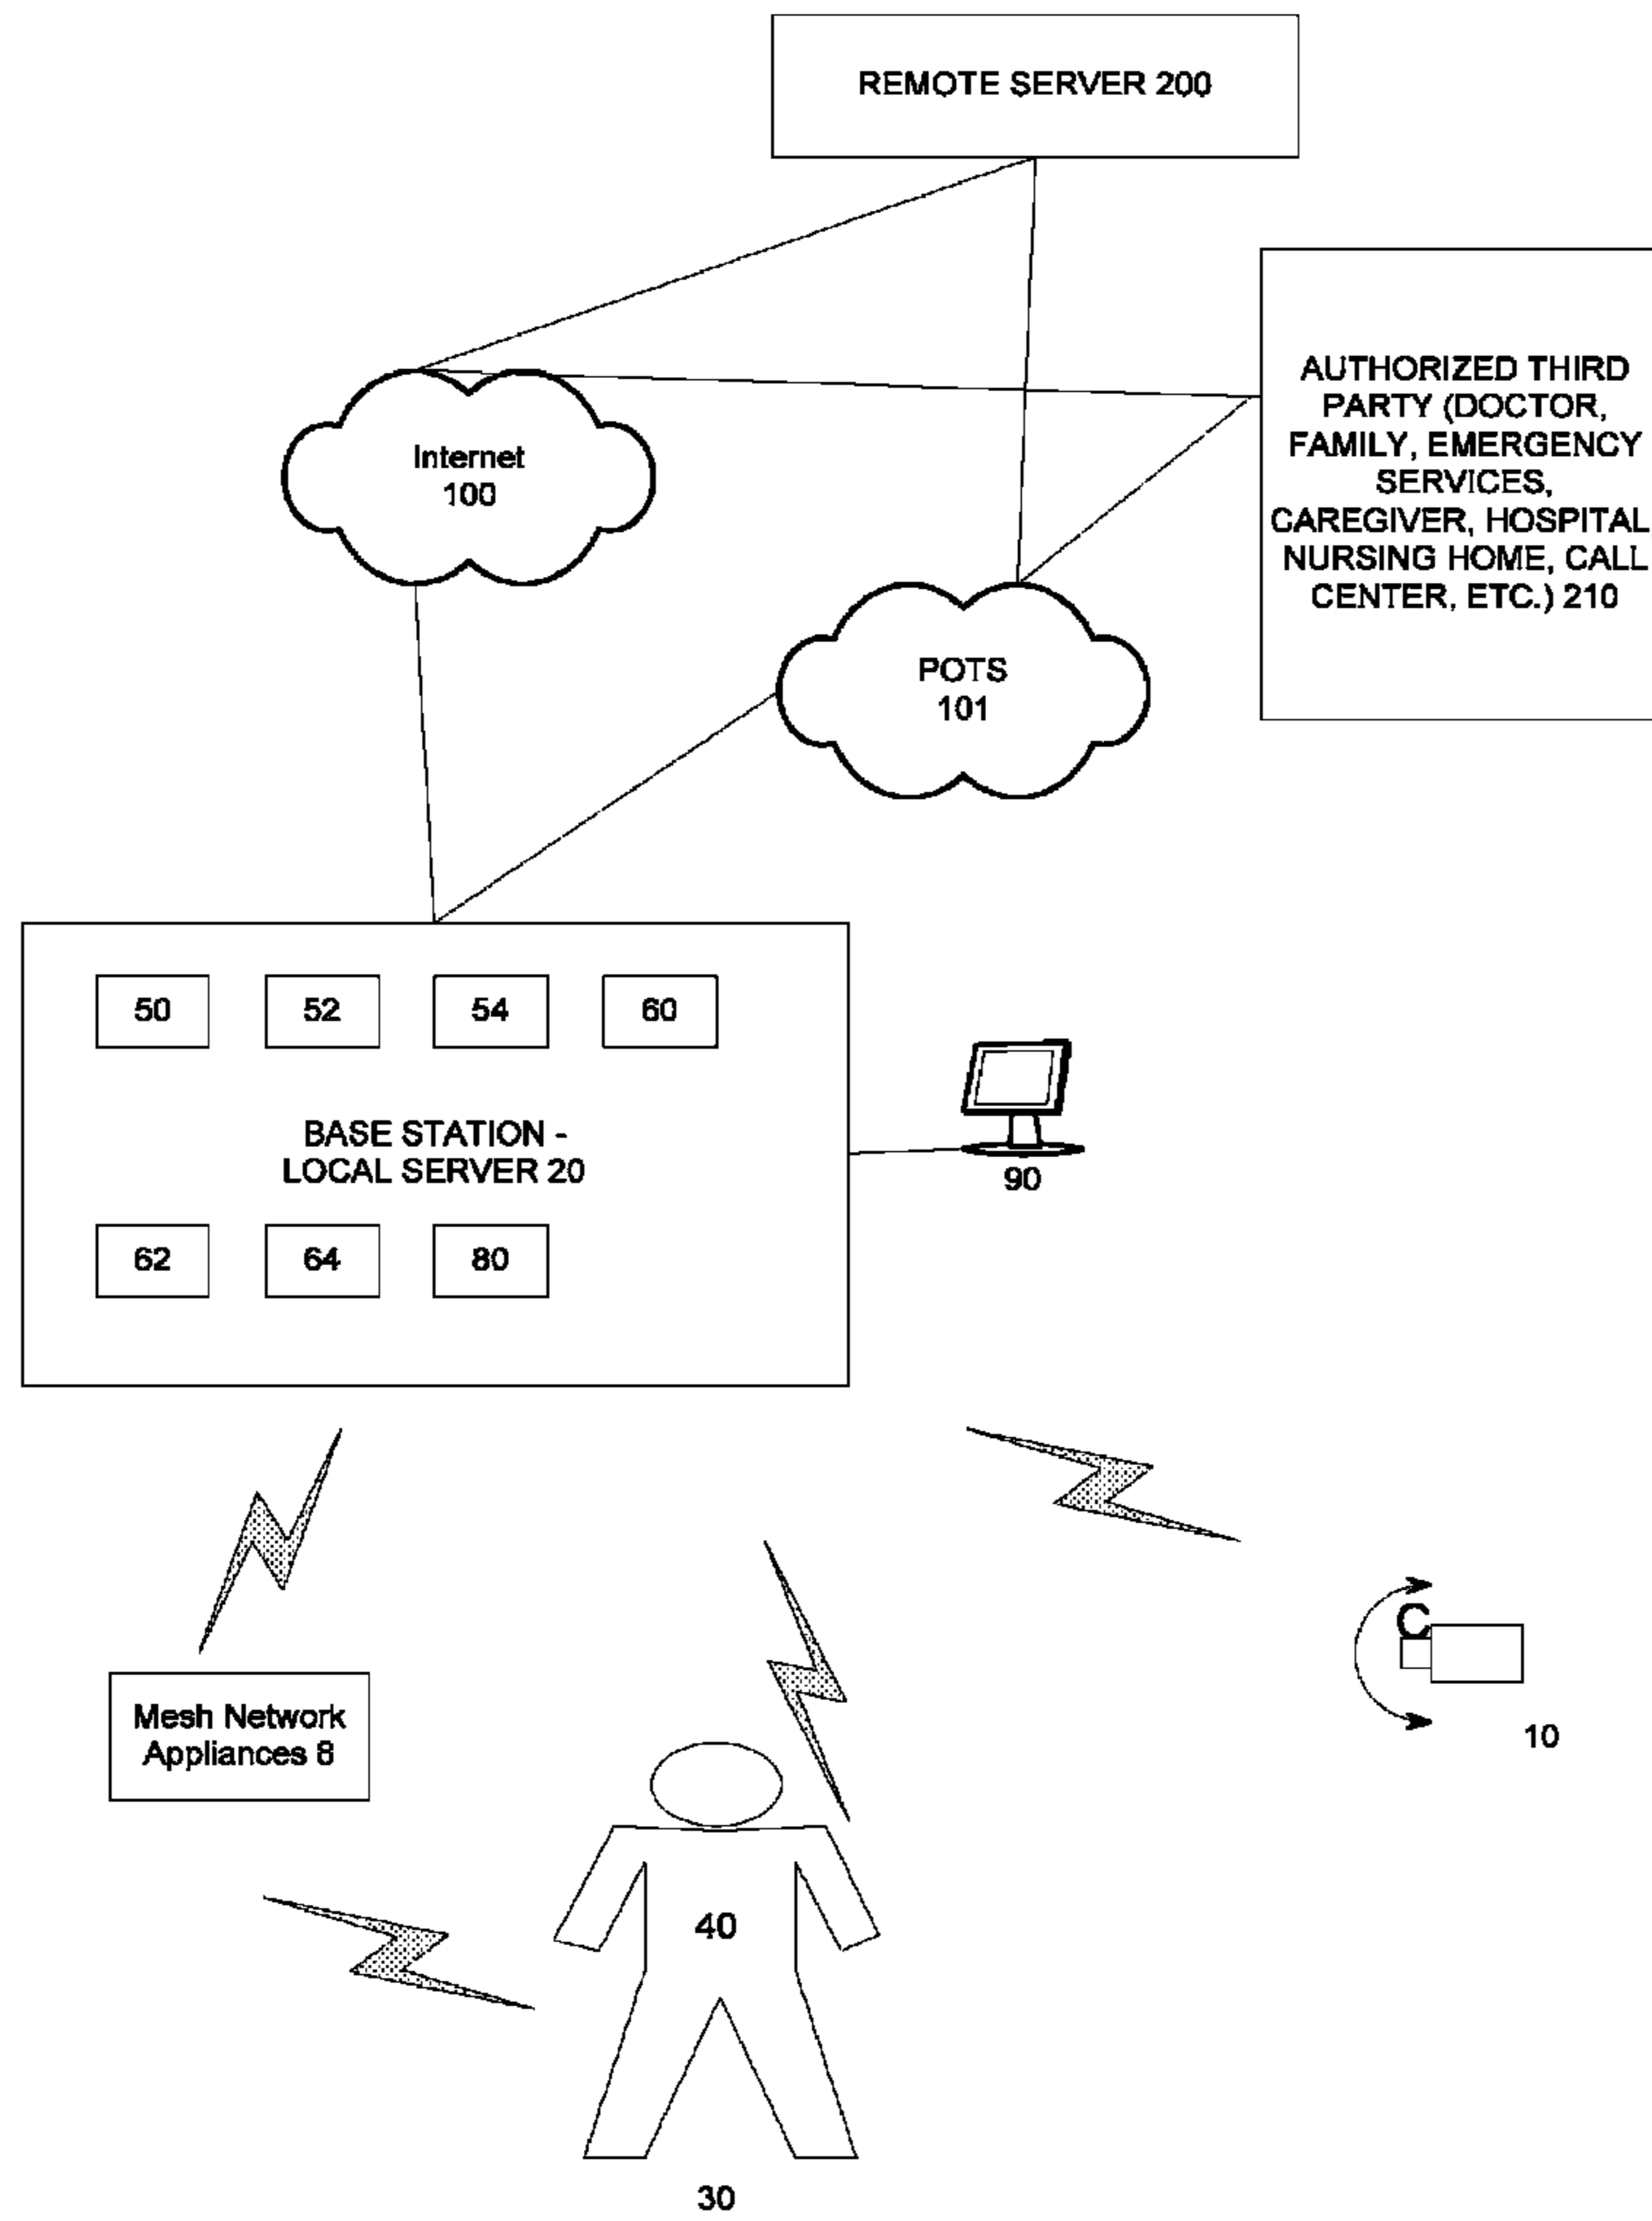 REMOTE SERVER 200
AUTHORIZED THIRD
PARTY (DOCTOR,
FAMILY, EMERGENCY
SERVICES,
CAREGIVER, HOSPITAL
NURSING HOME, CALL
CENTER, ETC.) 210
Internet
100
POTS
101
50
52
54
60
BASE STATION -
LOCAL SERVER 20
90
62
64
80
C
10
Mesh Network
Appliances 8
40
30